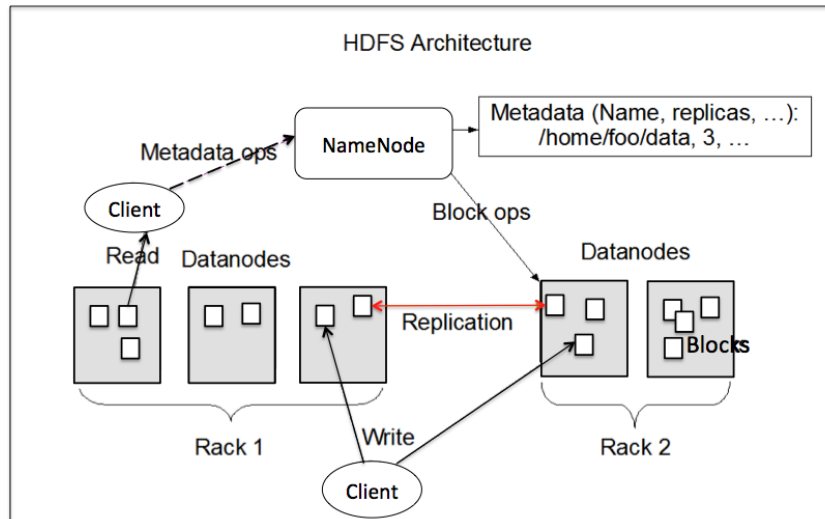 HDFS Architecture
Metadata (Name, replicas, …):
/home/foo/data, 3, …
NameNode
Metadata ops
Client
Block ops
Read
Datanodes
Datanodes
Replication
Blocks
Rack 1
Write
Rack 2
Client